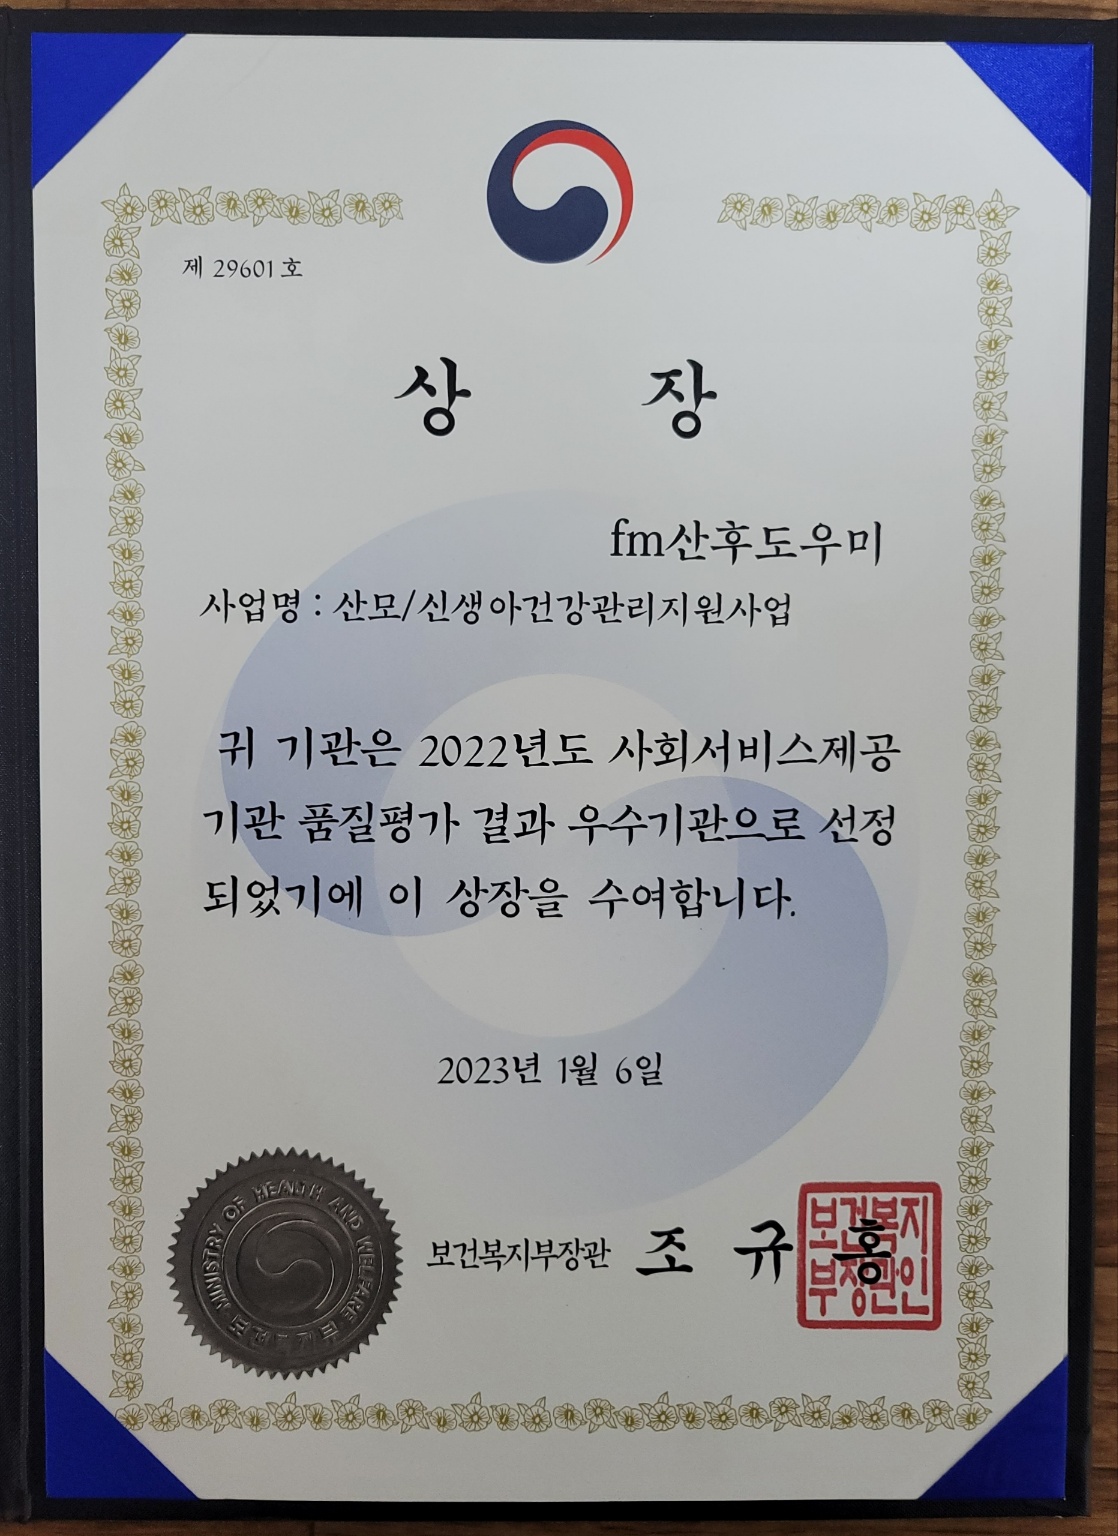 제 29601 호
상 장
fm산후도우미
사업명 : 산모/신생아건강관리지원사업
귀 기관은 2022년도 사회서비스제공
기관 품질평가 결과 우수기관으로 선정
되었기에 이 상장을 수여합니다.
2023년 1월 6일
MINISTRY OF HEALTH AND WELFARE
보건복지부
보건복지부장관 조 규 홍
보건복지
부장관인